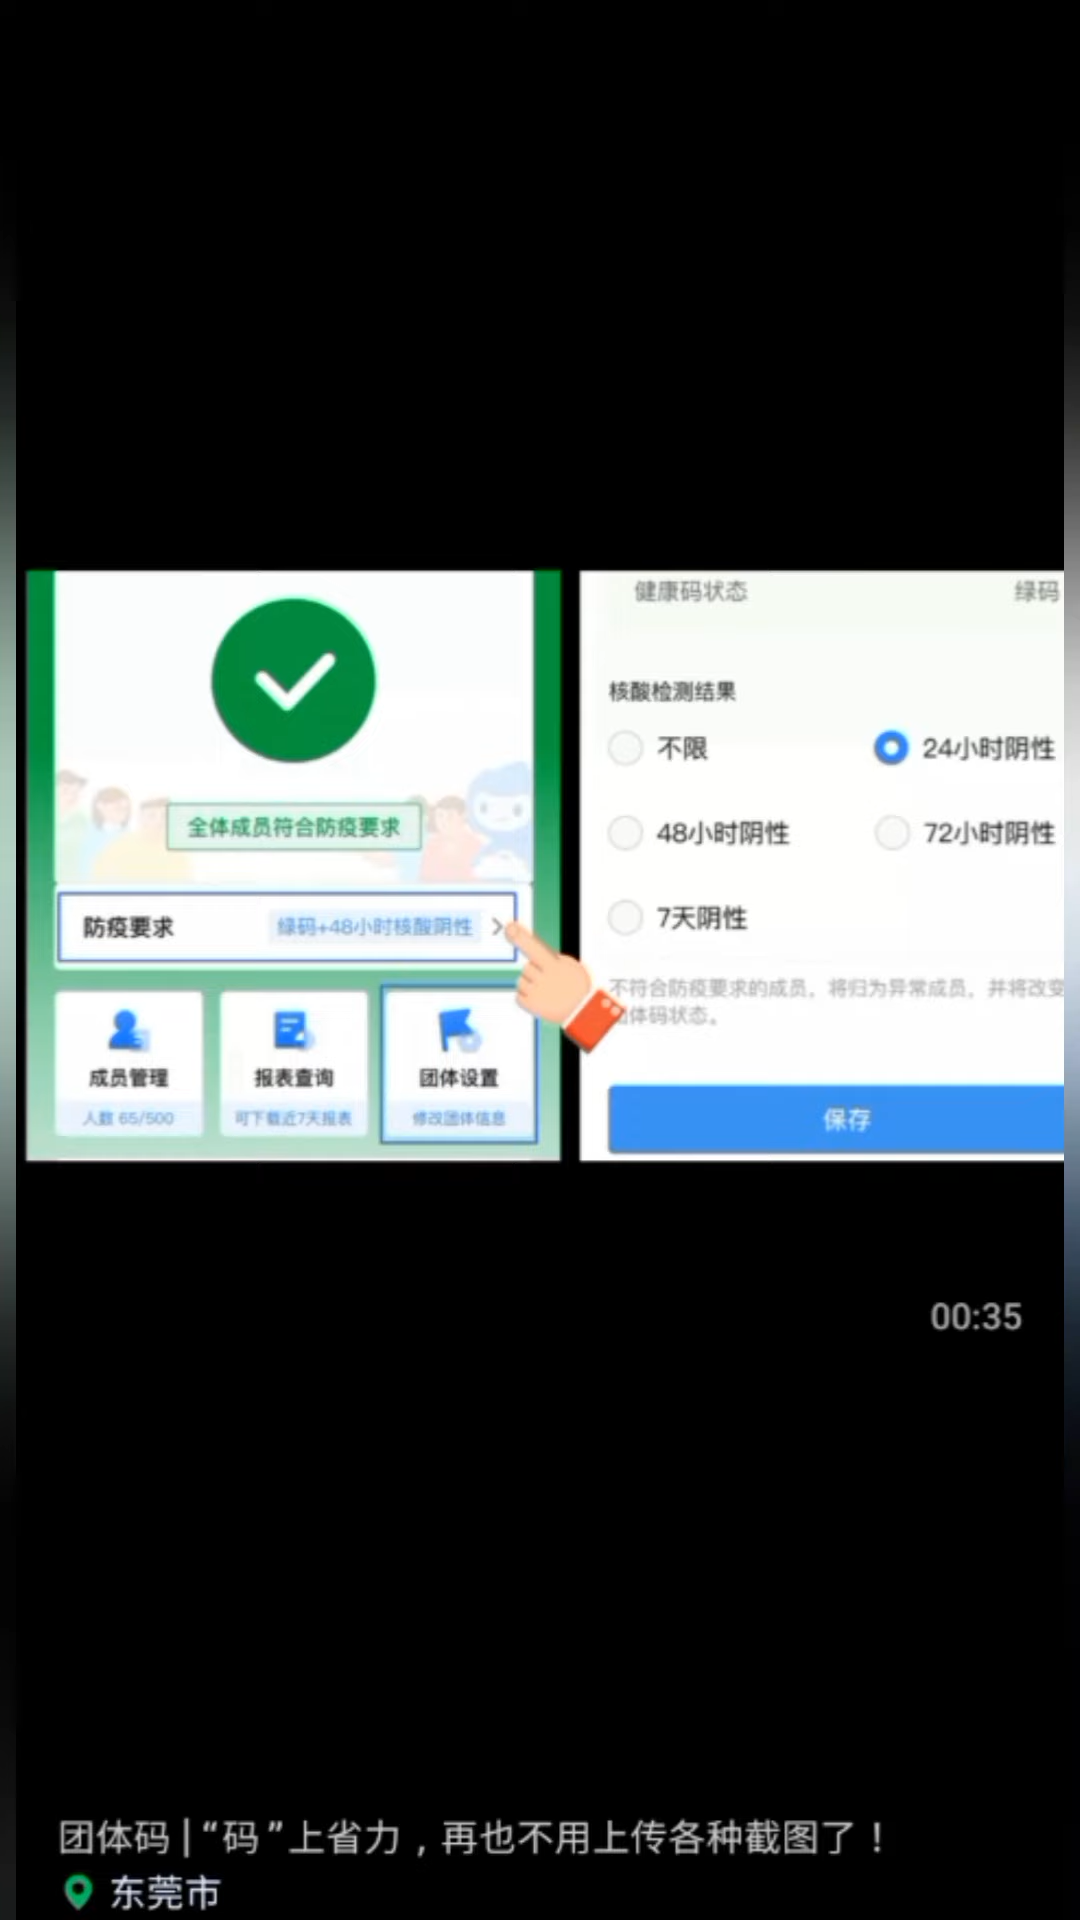 全体成员符合防疫要求
防疫要求
绿码+48小时核酸阴性
成员管理
人数 65/500
报表查询
可下载近7天报表
团体设置
修改团体信息
健康码状态
绿码
核酸检测结果
不限
24小时阴性
48小时阴性
72小时阴性
7天阴性
不符合防疫要求的成员，将归为异常成员，并将改变
团体码状态。
保存
00:35
团体码 | “码”上省力，再也不用上传各种截图了！
东莞市